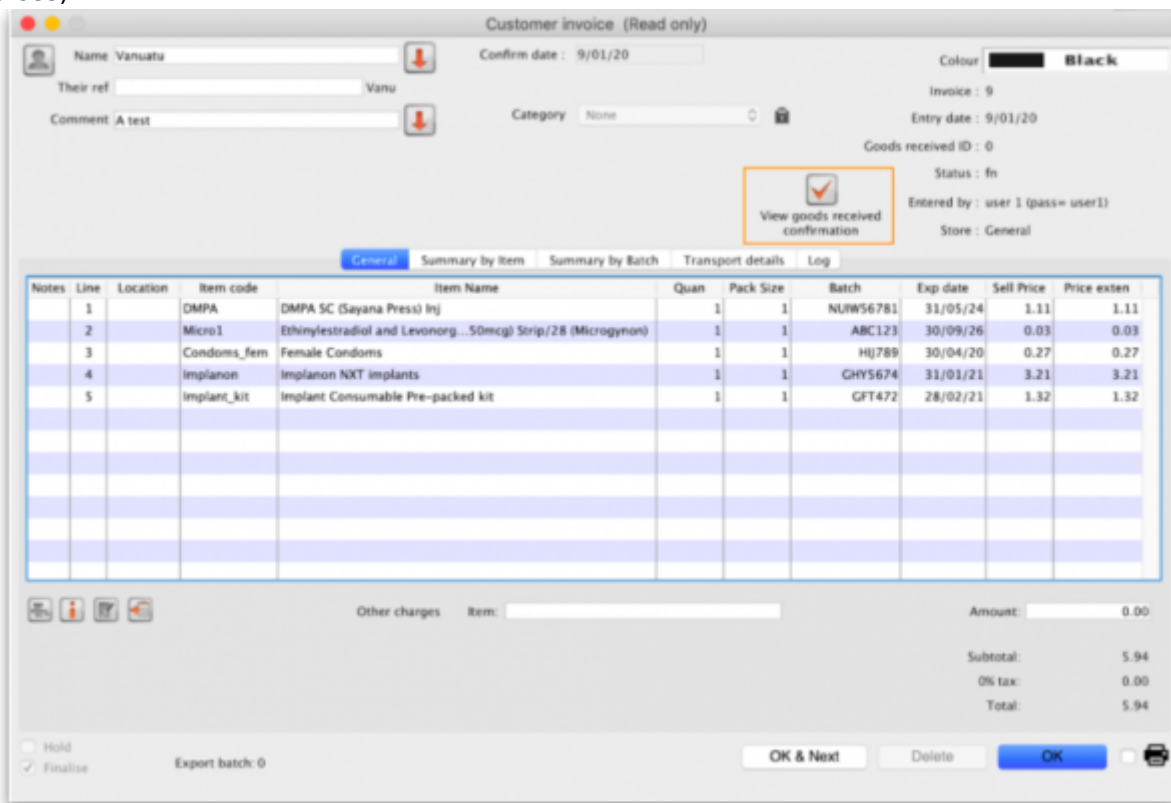 Customer invoice (Read only)
Name Vanuatu
Confirm date : 9/01/20
Colour Black
Their ref Vanu
Invoice : 9
Comment A test
Category None
Entry date : 9/01/20
Goods received ID : 0
Status : fn
View goods received
confirmation
Entered by : user 1 (pass= user1)
Store : General
General Summary by Item Summary by Batch Transport details Log
Notes Line Location Item code Item Name Quan Pack Size Batch Exp date Sell Price Price exten
1 DMPA DMPA SC (Sayana Press) Inj 1 1 NUIW56781 31/05/24 1.11 1.11
2 Micro1 Ethinylestradiol and Levonorg...50mcg) Strip/28 (Microgynon) 1 1 ABC123 30/09/26 0.03 0.03
3 Condoms_fem Female Condoms 1 1 HIJ789 30/04/20 0.27 0.27
4 Implanon Implanon NXT implants 1 1 GHY5674 31/01/21 3.21 3.21
5 Implant_kit Implant Consumable Pre-packed kit 1 1 GFT472 28/02/21 1.32 1.32
Other charges Item: Amount: 0.00
Subtotal: 5.94
0% tax: 0.00
Total: 5.94
Hold
Finalise
Export batch: 0
OK & Next Delete OK